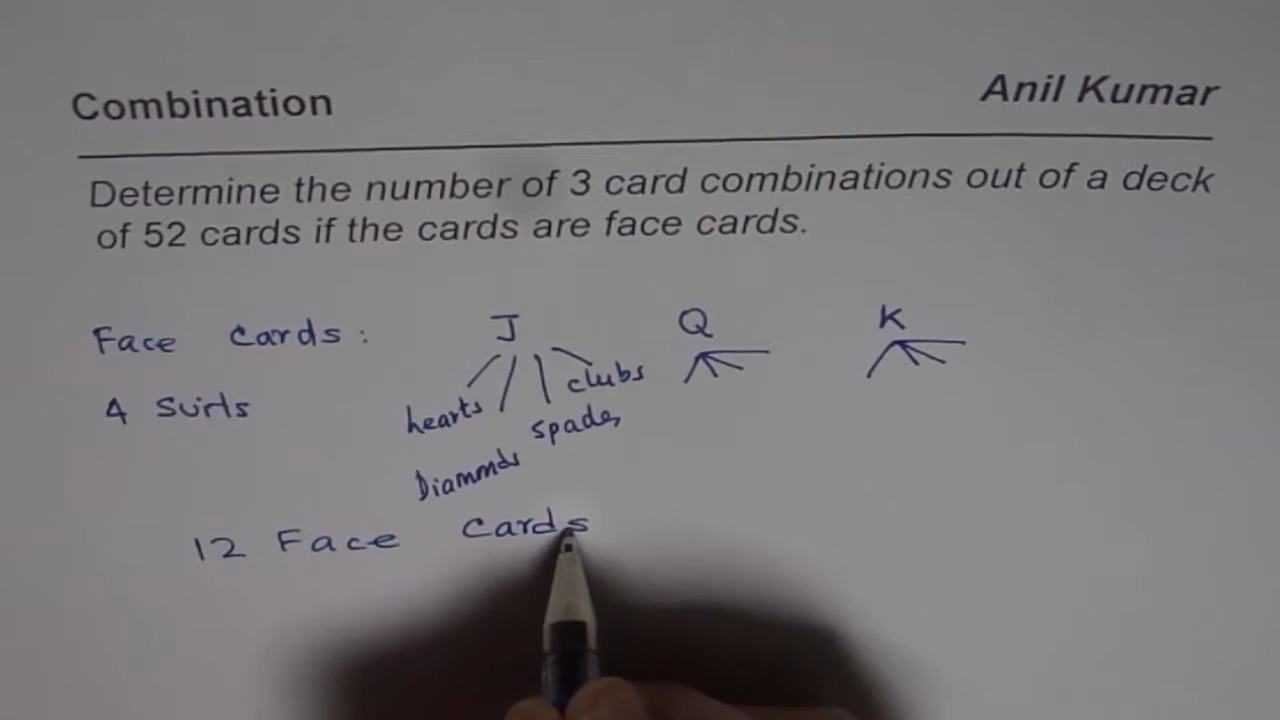 Combination Anil Kumar
Determine the number of 3 card combinations out of a deck
of 52 cards if the cards are face cards.
Face Cards: J Q K
4 Suits hearts clubs
Diamonds spades
12 Face Cards